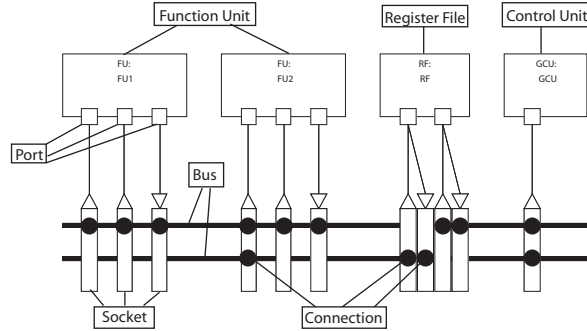 Function Unit
Register File
Control Unit
FU:
FU1
FU:
FU2
RF:
RF
GCU:
GCU
Port
Bus
Socket
Connection